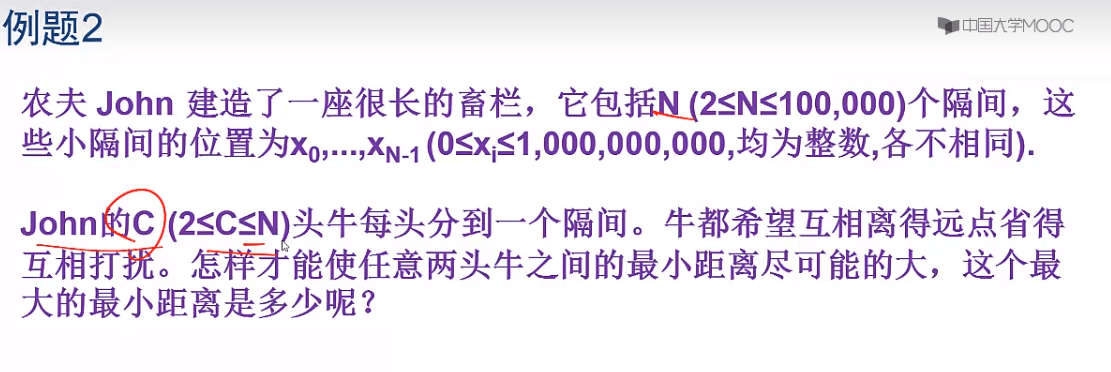 例题2
中国大学MOOC
农夫 John 建造了一座很长的畜栏，它包括N (2≤N≤100,000)个隔间，这
些小隔间的位置为x0,...,xN-1 (0≤xi≤1,000,000,000,均为整数,各不相同).
John的C (2≤C≤N)头牛每头分到一个隔间。牛都希望互相离得远点省得
互相打扰。怎样才能使任意两头牛之间的最小距离尽可能的大，这个最
大的最小距离是多少呢？